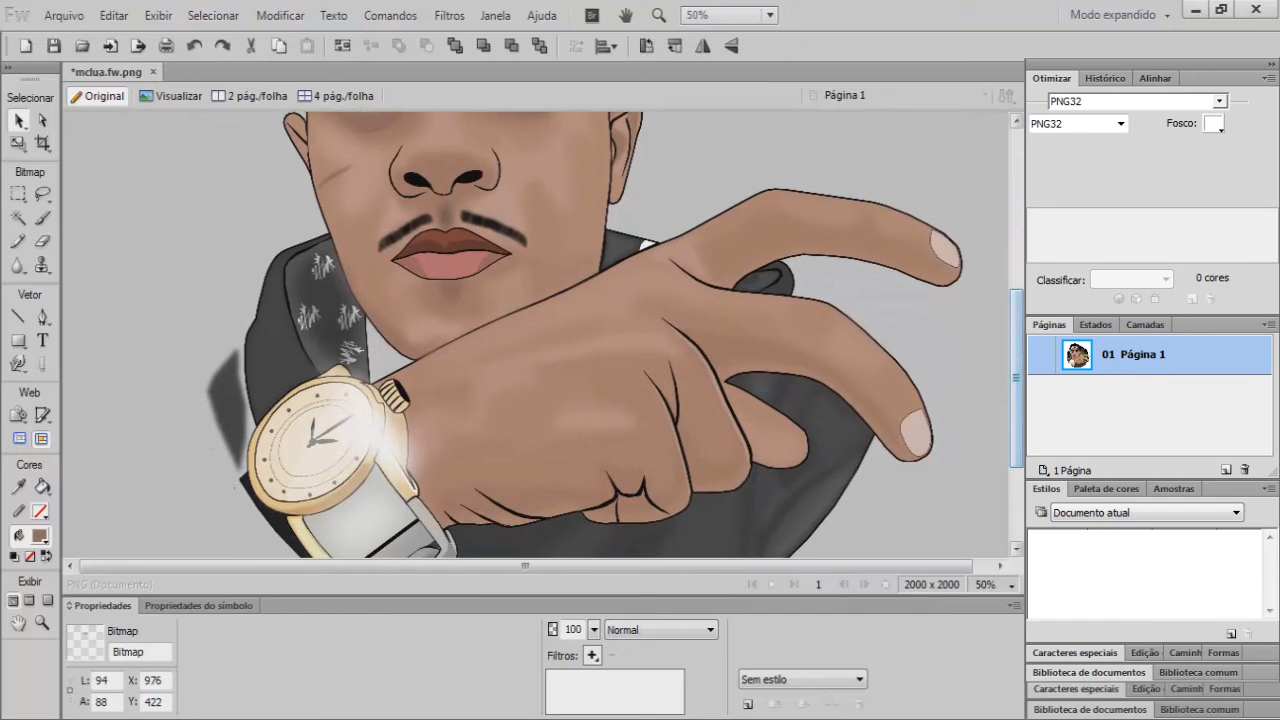 Fw Arquivo Editar Exibir Selecionar Modificar Texto Comandos Filtros Janela Ajuda Br 50% Modo expandido
*mclua.fw.png
Original Visualizar 2 pág./folha 4 pág./folha Página 1
Selecionar
Bitmap
Vetor
T
Web
Cores
Exibir
Otimizar Histórico Alinhar
PNG32
PNG32 Fosco:
Classificar: 0 cores
Páginas Estados Camadas
01 Página 1
1 Página
Estilos Paleta de cores Amostras
Documento atual
Caracteres especiais Edição Caminh Formas
Biblioteca de documentos Biblioteca comum
Caracteres especiais Edição Caminh Formas
Biblioteca de documentos Biblioteca comum
PNG (Documento) 1 2000 x 2000 50%
Propriedades Propriedades do símbolo
Bitmap
Bitmap
L: 94 X: 976
A: 88 Y: 422
100 Normal
Filtros:
Sem estilo